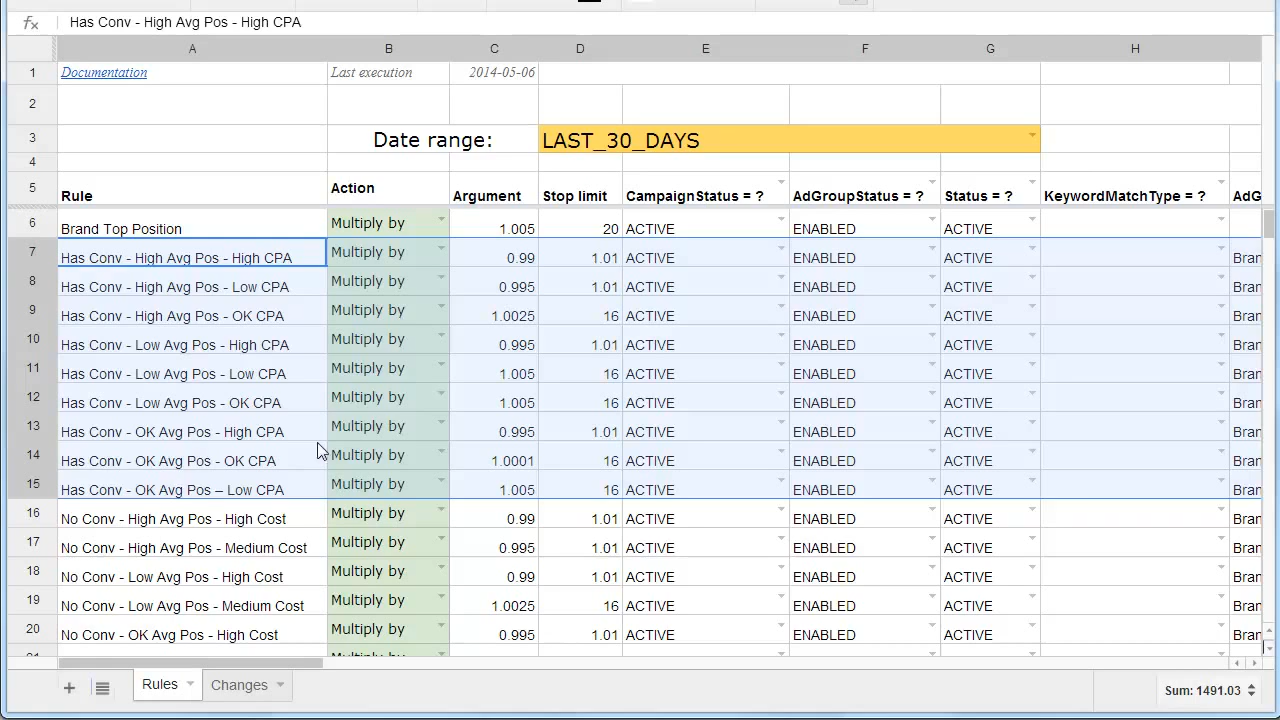 fx Has Conv - High Avg Pos - High CPA
A B C D E F G H
1 Documentation Last execution 2014-05-06
2
3 Date range: LAST_30_DAYS
4
5 Rule Action Argument Stop limit CampaignStatus = ? AdGroupStatus = ? Status = ? KeywordMatchType = ? AdG
6 Brand Top Position Multiply by 1.005 20 ACTIVE ENABLED ACTIVE
7 Has Conv - High Avg Pos - High CPA Multiply by 0.99 1.01 ACTIVE ENABLED ACTIVE Bran
8 Has Conv - High Avg Pos - Low CPA Multiply by 0.995 1.01 ACTIVE ENABLED ACTIVE Bran
9 Has Conv - High Avg Pos - OK CPA Multiply by 1.0025 16 ACTIVE ENABLED ACTIVE Bran
10 Has Conv - Low Avg Pos - High CPA Multiply by 0.995 1.01 ACTIVE ENABLED ACTIVE Bran
11 Has Conv - Low Avg Pos - Low CPA Multiply by 1.005 16 ACTIVE ENABLED ACTIVE Bran
12 Has Conv - Low Avg Pos - OK CPA Multiply by 1.005 16 ACTIVE ENABLED ACTIVE Bran
13 Has Conv - OK Avg Pos - High CPA Multiply by 0.995 1.01 ACTIVE ENABLED ACTIVE Bran
14 Has Conv - OK Avg Pos - OK CPA Multiply by 1.0001 16 ACTIVE ENABLED ACTIVE Bran
15 Has Conv - OK Avg Pos – Low CPA Multiply by 1.005 16 ACTIVE ENABLED ACTIVE Bran
16 No Conv - High Avg Pos - High Cost Multiply by 0.99 1.01 ACTIVE ENABLED ACTIVE
17 No Conv - High Avg Pos - Medium Cost Multiply by 0.995 1.01 ACTIVE ENABLED ACTIVE
18 No Conv - Low Avg Pos - High Cost Multiply by 0.99 1.01 ACTIVE ENABLED ACTIVE
19 No Conv - Low Avg Pos - Medium Cost Multiply by 1.0025 16 ACTIVE ENABLED ACTIVE
20 No Conv - OK Avg Pos - High Cost Multiply by 0.995 1.01 ACTIVE ENABLED ACTIVE
Rules Changes Sum: 1491.03